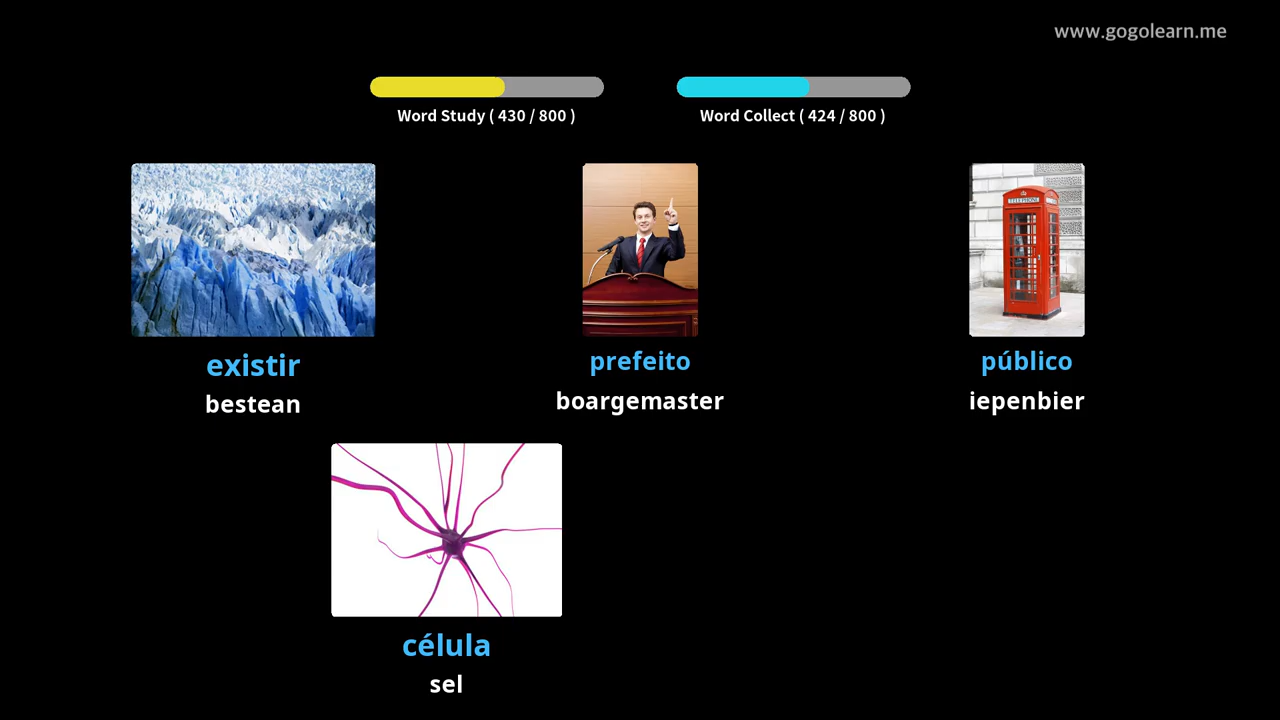 www.gogolearn.me
Word Study ( 430 / 800 )
Word Collect ( 424 / 800 )
TELEPHONE
existir
prefeito
público
bestean
boargemaster
iepenbier
célula
sel